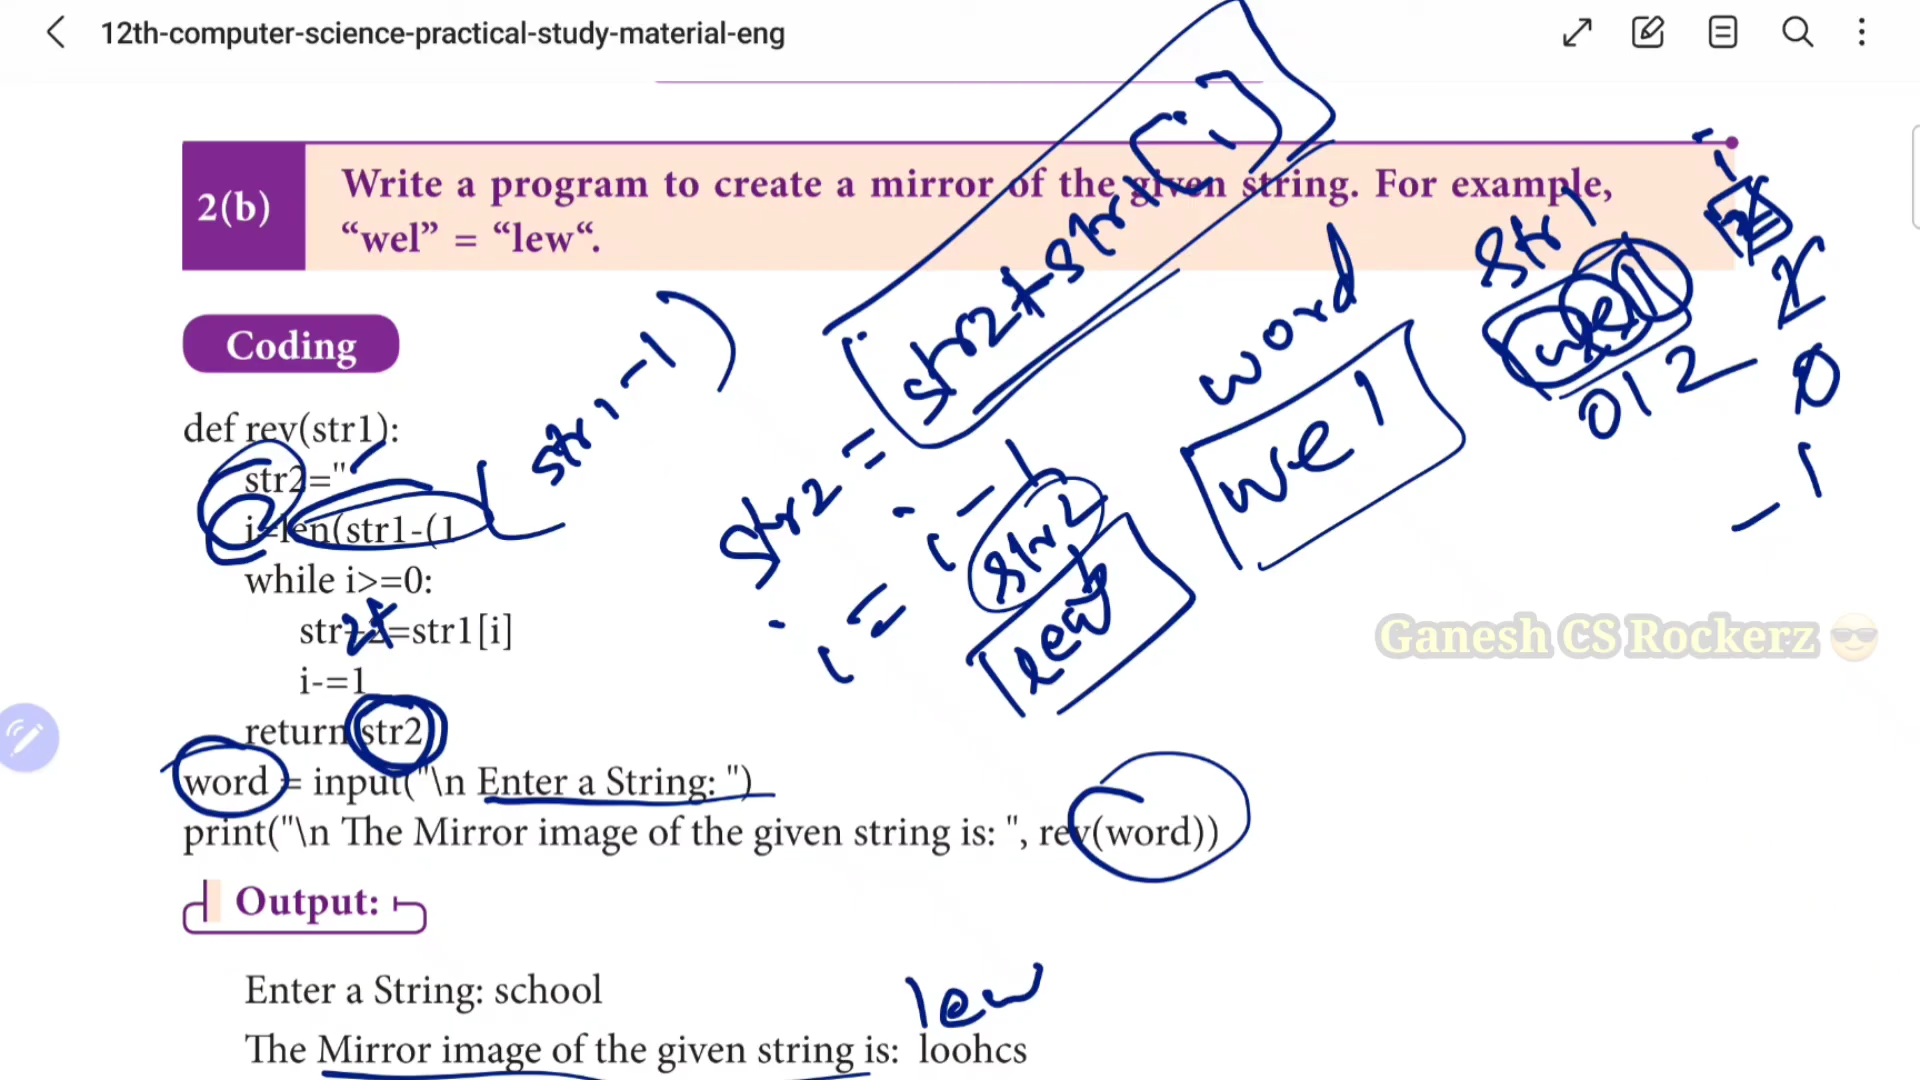 12th-computer-science-practical-study-material-eng
2(b)
Write a program to create a mirror of the given string. For example,
“wel” = “lew“.
Coding
def rev(str1):
str2=''
i=len(str1-(1
while i>=0:
str2+=str1[i]
i-=1
return str2
word = input("\n Enter a String: ")
print("\n The Mirror image of the given string is: ", rev(word))
Output:
Enter a String: school
The Mirror image of the given string is: loohcs
(str1-1)
str2 = str2+str1[i]
i = i-1
str2
lew
word
wel
str1
wel
012
2
0
-1
lew
Ganesh CS Rockerz 😎